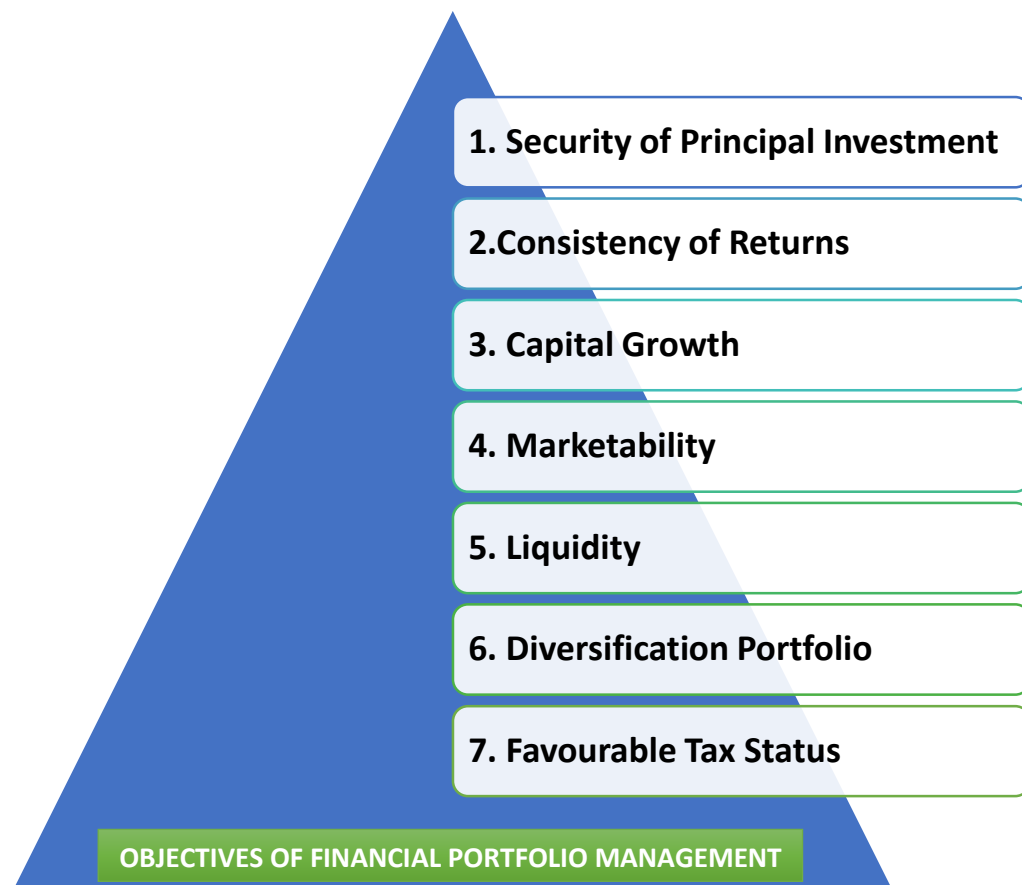 1. Security of Principal Investment
2.Consistency of Returns
3. Capital Growth
4. Marketability
5. Liquidity
6. Diversification Portfolio
7. Favourable Tax Status
OBJECTIVES OF FINANCIAL PORTFOLIO MANAGEMENT